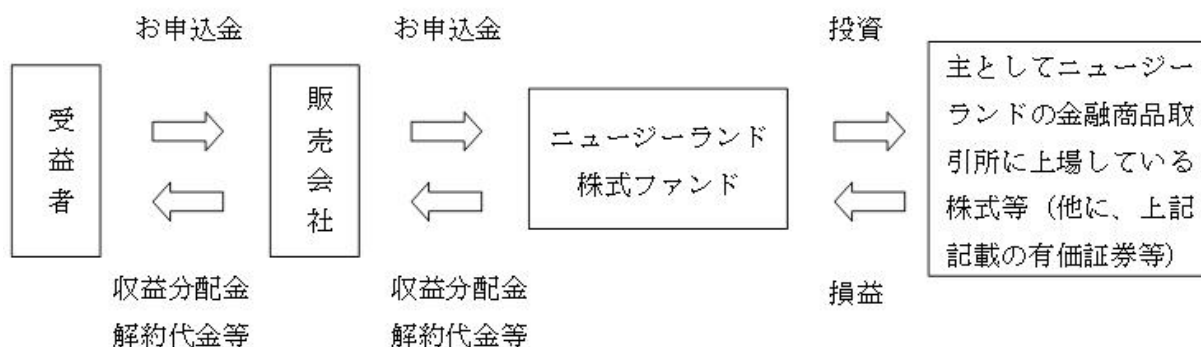 お申込金
お申込金
投資
受益者
販売会社
ニュージーランド
株式ファンド
主としてニュージー
ランドの金融商品取
引所に上場している
株式等（他に、上記
記載の有価証券等）
収益分配金
解約代金等
収益分配金
解約代金等
損益